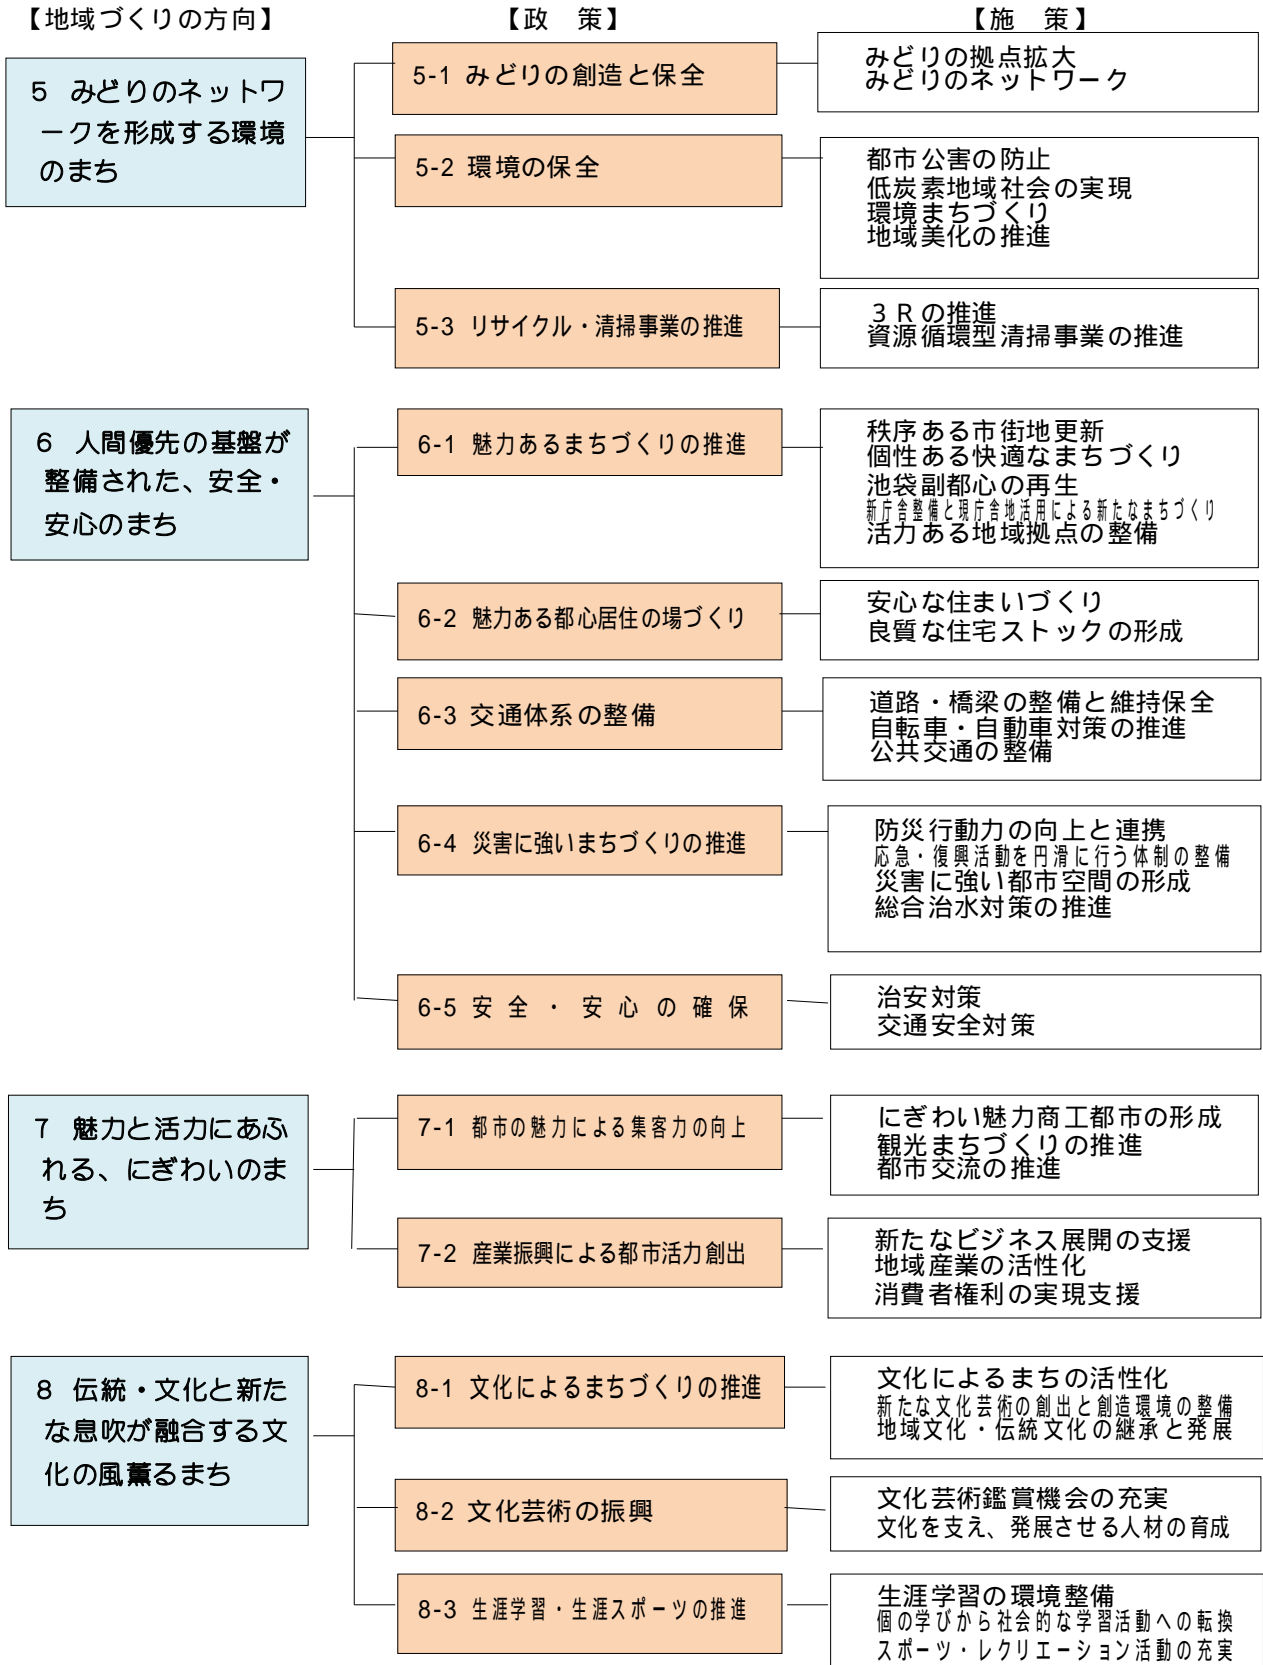 【地域づくりの方向】 【政　策】 【施　策】
5　みどりのネットワ
ークを形成する環境
のまち
5-1 みどりの創造と保全
みどりの拠点拡大
みどりのネットワーク
5-2 環境の保全
都市公害の防止
低炭素地域社会の実現
環境まちづくり
地域美化の推進
5-3 リサイクル・清掃事業の推進
３Ｒの推進
資源循環型清掃事業の推進
6　人間優先の基盤が
整備された、安全・
安心のまち
6-1 魅力あるまちづくりの推進
秩序ある市街地更新
個性ある快適なまちづくり
池袋副都心の再生
新庁舎整備と現庁舎地活用による新たなまちづくり
活力ある地域拠点の整備
6-2 魅力ある都心居住の場づくり
安心な住まいづくり
良質な住宅ストックの形成
6-3 交通体系の整備
道路・橋梁の整備と維持保全
自転車・自動車対策の推進
公共交通の整備
6-4 災害に強いまちづくりの推進
防災行動力の向上と連携
応急・復興活動を円滑に行う体制の整備
災害に強い都市空間の形成
総合治水対策の推進
6-5 安全・安心の確保
治安対策
交通安全対策
7　魅力と活力にあふ
れる、にぎわいのま
ち
7-1 都市の魅力による集客力の向上
にぎわい魅力商工都市の形成
観光まちづくりの推進
都市交流の推進
7-2 産業振興による都市活力創出
新たなビジネス展開の支援
地域産業の活性化
消費者権利の実現支援
8　伝統・文化と新た
な息吹が融合する文
化の風薫るまち
8-1 文化によるまちづくりの推進
文化によるまちの活性化
新たな文化芸術の創出と創造環境の整備
地域文化・伝統文化の継承と発展
8-2 文化芸術の振興
文化芸術鑑賞機会の充実
文化を支え、発展させる人材の育成
8-3 生涯学習・生涯スポーツの推進
生涯学習の環境整備
個の学びから社会的な学習活動への転換
スポーツ・レクリエーション活動の充実